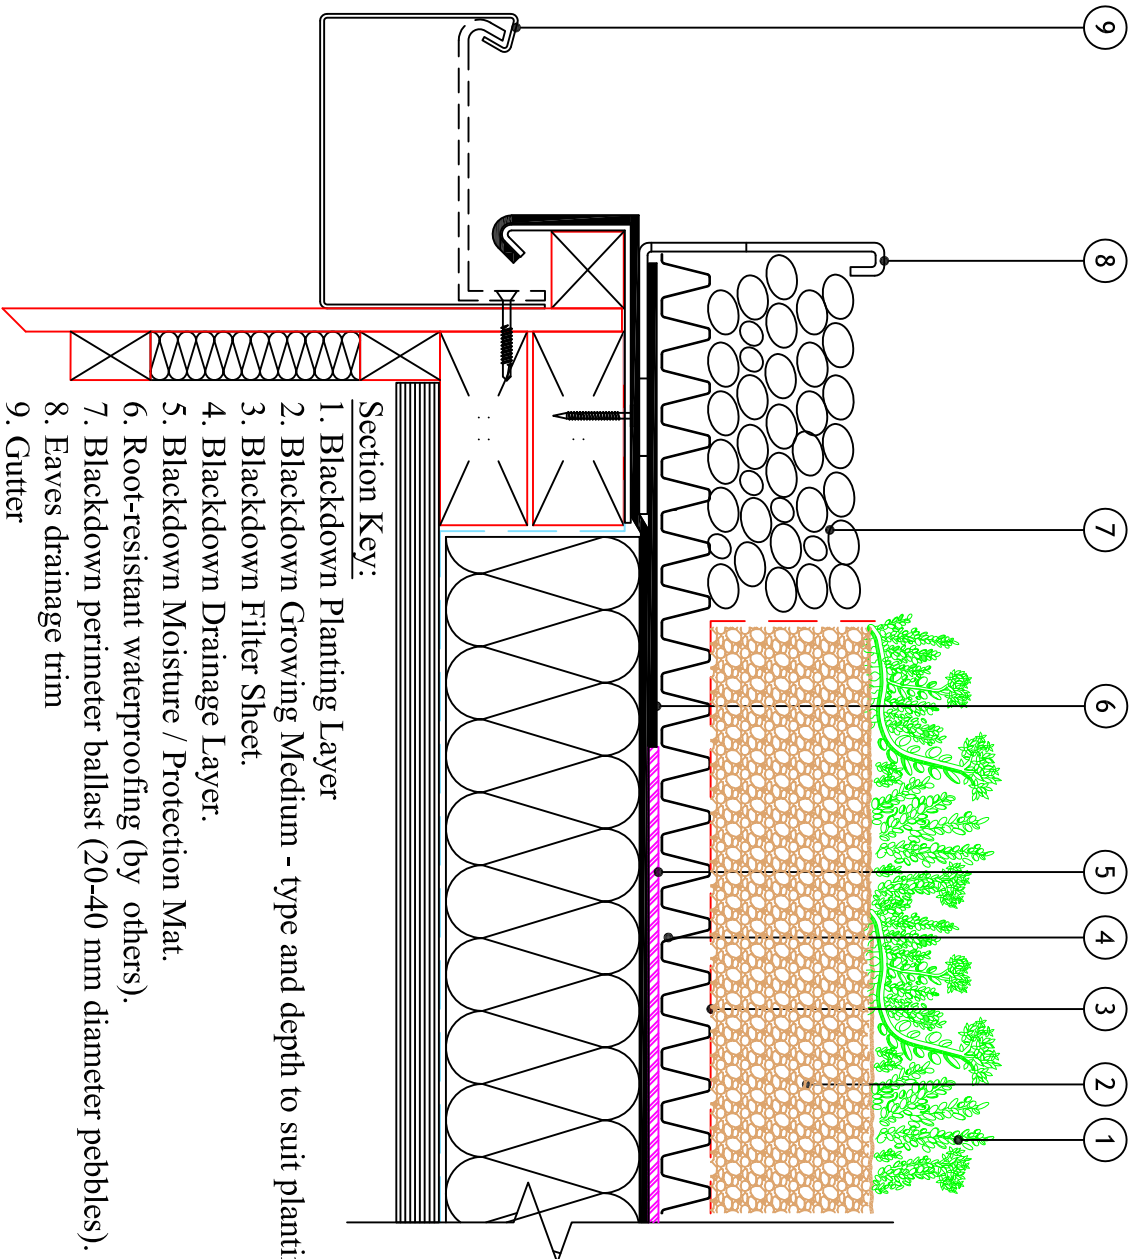 9
8
7
6
5
4
3
2
1
Section Key:
1. Blackdown Planting Layer
2. Blackdown Growing Medium - type and depth to suit planti
3. Blackdown Filter Sheet.
4. Blackdown Drainage Layer.
5. Blackdown Moisture / Protection Mat.
6. Root-resistant waterproofing (by others).
7. Blackdown perimeter ballast (20-40 mm diameter pebbles).
8. Eaves drainage trim
9. Gutter